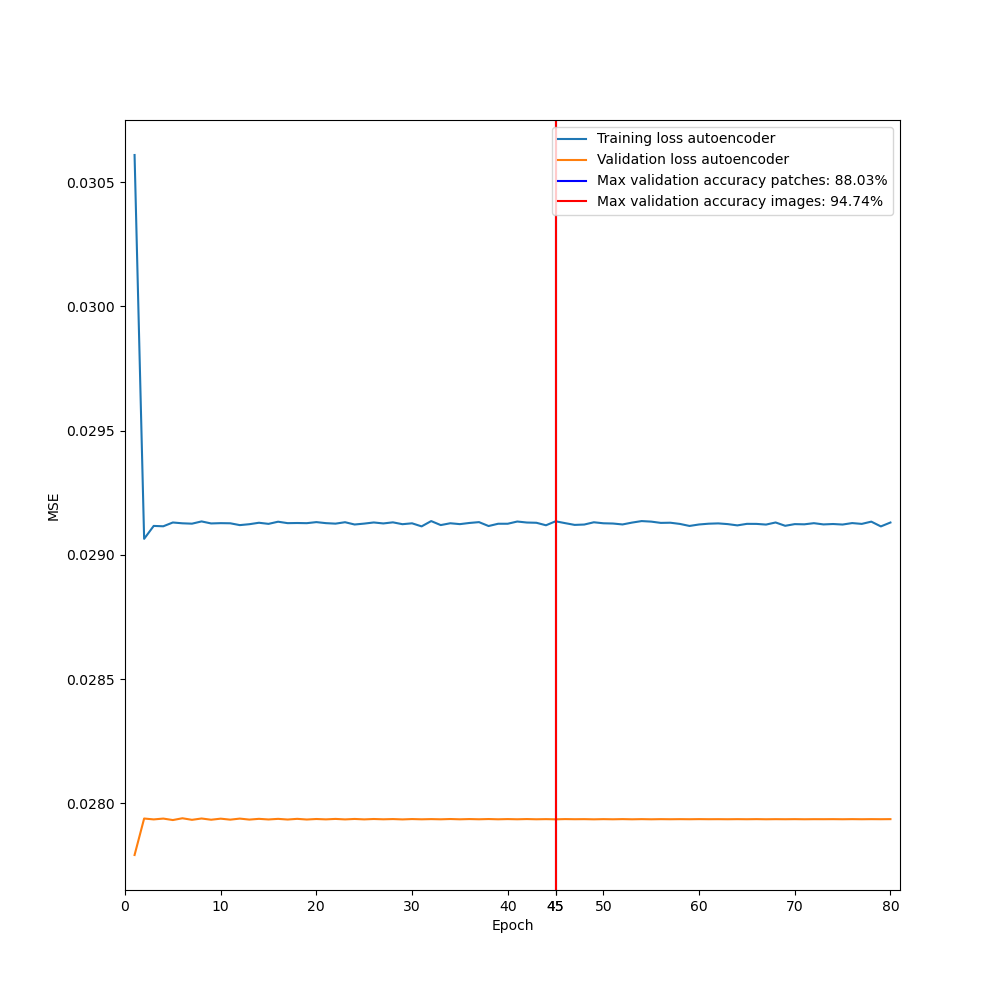 Training loss autoencoder
Validation loss autoencoder
Max validation accuracy patches: 88.03%
Max validation accuracy images: 94.74%
0.0305
0.0300
0.0295
0.0290
0.0285
0.0280
MSE
0 10 20 30 40 45 50 60 70 80
Epoch